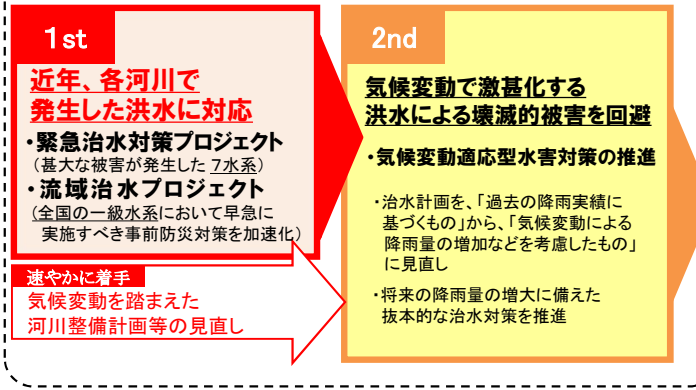 1st
近年、各河川で
発生した洪水に対応
・緊急治水対策プロジェクト
（甚大な被害が発生した 7水系）
・流域治水プロジェクト
（全国の一級水系において早急に
実施すべき事前防災対策を加速化）
速やかに着手
気候変動を踏まえた
河川整備計画等の見直し
2nd
気候変動で激甚化する
洪水による壊滅的被害を回避
・気候変動適応型水害対策の推進
・治水計画を、「過去の降雨実績に
基づくもの」から、「気候変動による
降雨量の増加などを考慮したもの」
に見直し
・将来の降雨量の増大に備えた
抜本的な治水対策を推進